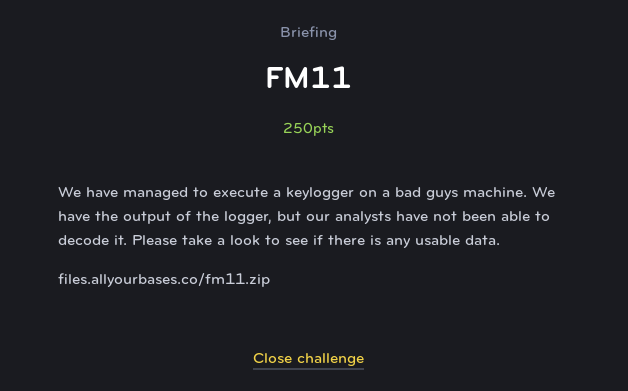 Briefing
FM11
250pts
We have managed to execute a keylogger on a bad guys machine. We
have the output of the logger, but our analysts have not been able to
decode it. Please take a look to see if there is any usable data.
files.allyourbases.co/fm11.zip
Close challenge